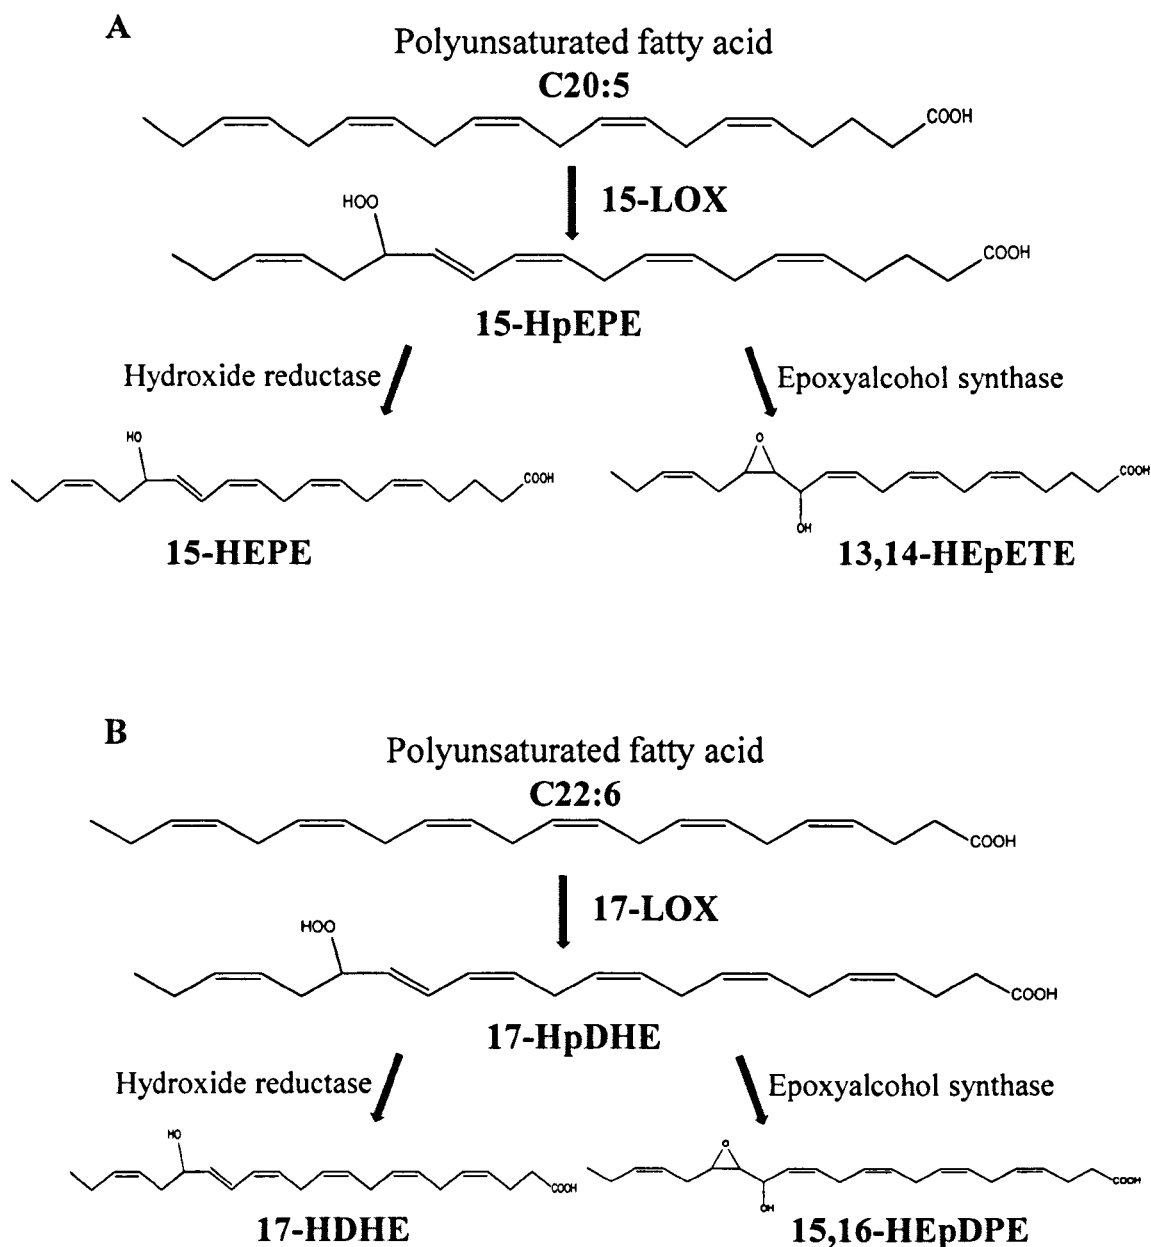 A
Polyunsaturated fatty acid
C20:5
COOH
15-LOX
HOO
COOH
15-HpEPE
Hydroxide reductase
Epoxyalcohol synthase
HO
O
COOH
COOH
OH
15-HEPE
13,14-HEpETE
B
Polyunsaturated fatty acid
C22:6
COOH
17-LOX
HOO
COOH
17-HpDHE
Hydroxide reductase
Epoxyalcohol synthase
HO
O
COOH
COOH
OH
17-HDHE
15,16-HEpDPE